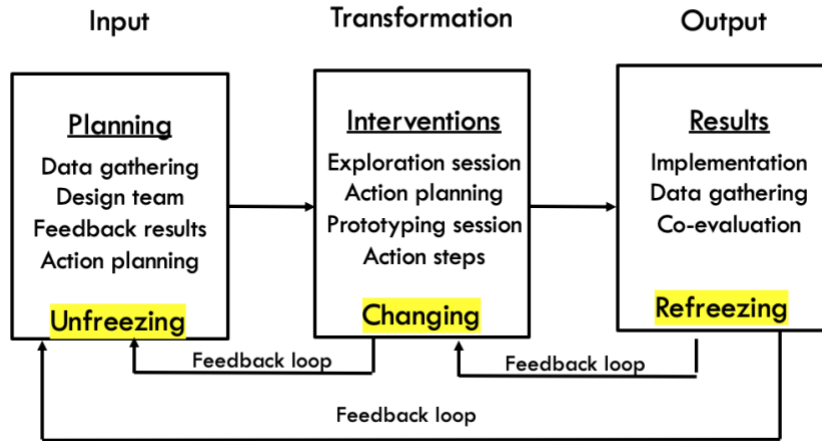 Input
Transformation
Output
Planning
Data gathering
Design team
Feedback results
Action planning
Unfreezing
Interventions
Exploration session
Action planning
Prototyping session
Action steps
Changing
Results
Implementation
Data gathering
Co-evaluation
Refreezing
Feedback loop
Feedback loop
Feedback loop